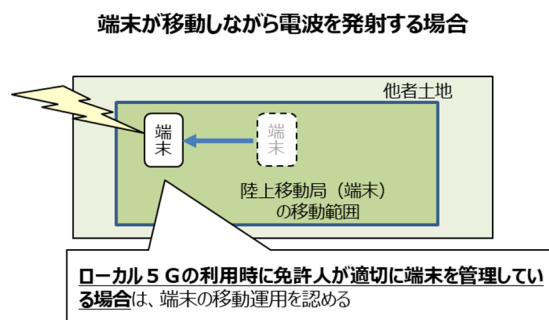 端末が移動しながら電波を発射する場合
他者土地
端末
端末
陸上移動局（端末）
の移動範囲
ローカル５Ｇの利用時に免許人が適切に端末を管理してい
る場合は、端末の移動運用を認める